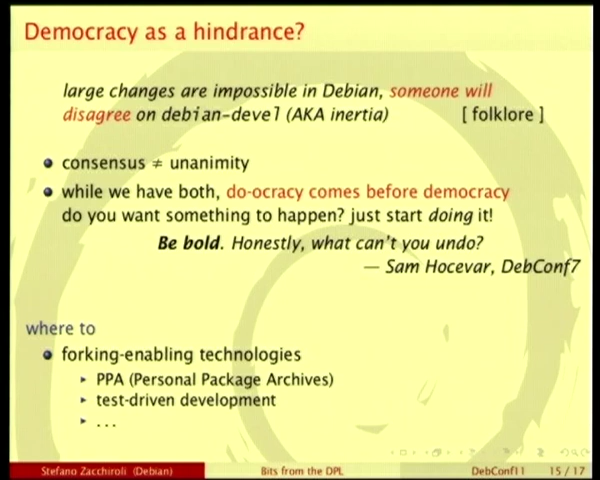 Democracy as a hindrance?
large changes are impossible in Debian, someone will
disagree on debian-devel (AKA inertia) [ folklore ]
consensus ≠ unanimity
while we have both, do-ocracy comes before democracy
do you want something to happen? just start doing it!
Be bold. Honestly, what can't you undo?
— Sam Hocevar, DebConf7
where to
forking-enabling technologies
PPA (Personal Package Archives)
test-driven development
...
Stefano Zacchiroli (Debian) Bits from the DPL DebConf11 15 / 17